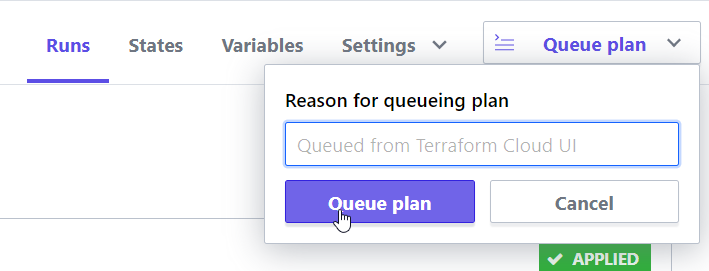 Runs States Variables Settings Queue plan
Reason for queueing plan
Queued from Terraform Cloud UI
Queue plan Cancel
APPLIED